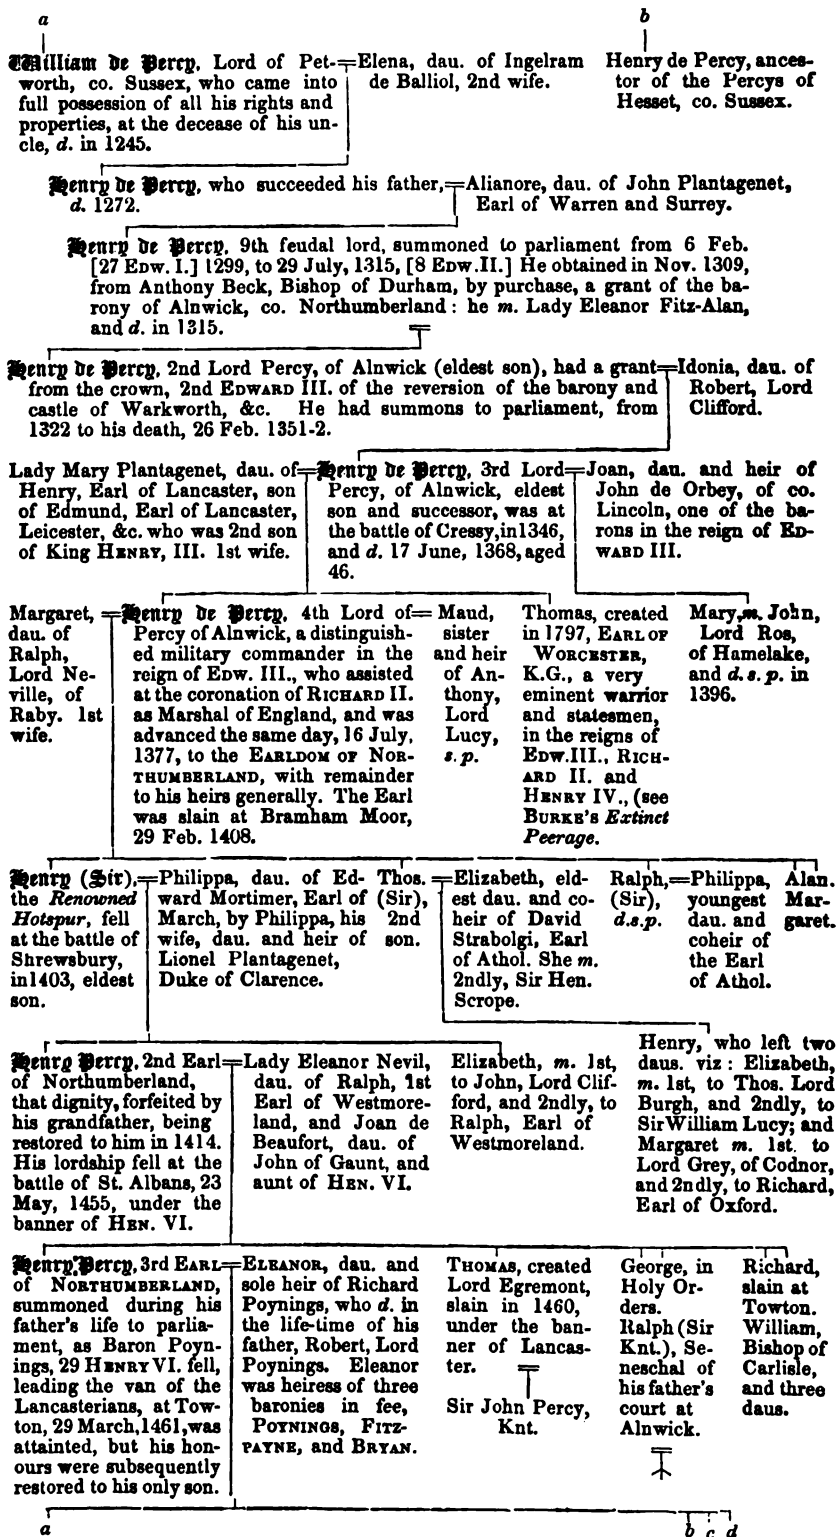 a
b
William de Percy, Lord of Pet-
worth, co. Sussex, who came into
full possession of all his rights and
properties, at the decease of his un-
cle, d. in 1245.
Elena, dau. of Ingelram
de Balliol, 2nd wife.
Henry de Percy, ances-
tor of the Percys of
Hesset, co. Sussex.
Henry de Percy, who succeeded his father,
d. 1272.
Alianore, dau. of John Plantagenet,
Earl of Warren and Surrey.
Henry de Percy, 9th feudal lord, summoned to parliament from 6 Feb.
[27 EDW. I.] 1299, to 29 July, 1315, [8 EDW. II.] He obtained in Nov. 1309,
from Anthony Beck, Bishop of Durham, by purchase, a grant of the ba-
rony of Alnwick, co. Northumberland : he m. Lady Eleanor Fitz-Alan,
and d. in 1315.
Henry de Percy, 2nd Lord Percy, of Alnwick (eldest son), had a grant
from the crown, 2nd EDWARD III. of the reversion of the barony and
castle of Warkworth, &c. He had summons to parliament, from
1322 to his death, 26 Feb. 1351-2.
Idonia, dau. of
Robert, Lord
Clifford.
Lady Mary Plantagenet, dau. of
Henry, Earl of Lancaster, son
of Edmund, Earl of Lancaster,
Leicester, &c. who was 2nd son
of King HENRY, III. 1st wife.
Henry de Percy, 3rd Lord
Percy, of Alnwick, eldest
son and successor, was at
the battle of Cressy,in1346,
and d. 17 June, 1368,aged
46.
Joan, dau. and heir of
John de Orbey, of co.
Lincoln, one of the ba-
rons in the reign of ED-
WARD III.
Margaret,
dau. of
Ralph,
Lord Ne-
ville, of
Raby. 1st
wife.
Henry de Percy, 4th Lord of
Percy of Alnwick, a distinguish-
ed military commander in the
reign of EDW. III., who assisted
at the coronation of RICHARD II.
as Marshal of England, and was
advanced the same day, 16 July,
1377, to the EARLDOM OF NOR-
THUMBERLAND, with remainder
to his heirs generally. The Earl
was slain at Bramham Moor,
29 Feb. 1408.
Maud,
sister
and heir
of An-
thony,
Lord
Lucy,
s. p.
Thomas, created
in 1797, EARL OF
WORCESTER,
K.G., a very
eminent warrior
and statesmen,
in the reigns of
EDW.III., RICH-
ARD II. and
HENRY IV., (see
BURKE'S Extinct
Peerage.
Mary, m. John,
Lord Ros,
of Hamelake,
and d. s. p. in
1396.
Henry (Sir),
the Renowned
Hotspur, fell
at the battle of
Shrewsbury,
in1403, eldest
son.
Philippa, dau. of Ed-
ward Mortimer, Earl of
March, by Philippa, his
wife, dau. and heir of
Lionel Plantagenet,
Duke of Clarence.
Thos.
(Sir),
2nd
son.
Elizabeth, eld-
est dau. and co-
heir of David
Strabolgi, Earl
of Athol. She m.
2ndly, Sir Hen.
Scrope.
Ralph,
(Sir),
d.s.p.
Philippa,
youngest
dau. and
coheir of
the Earl
of Athol.
Alan.
Mar-
garet.
Henry Percy, 2nd Earl
of Northumberland,
that dignity, forfeited by
his grandfather, being
restored to him in 1414.
His lordship fell at the
battle of St. Albans, 23
May, 1455, under the
banner of HEN. VI.
Lady Eleanor Nevil,
dau. of Ralph, 1st
Earl of Westmore-
land, and Joan de
Beaufort, dau. of
John of Gaunt, and
aunt of HEN. VI.
Elizabeth, m. 1st,
to John, Lord Clif-
ford, and 2ndly, to
Ralph, Earl of
Westmoreland.
Henry, who left two
daus. viz : Elizabeth,
m. 1st, to Thos. Lord
Burgh, and 2ndly, to
Sir William Lucy; and
Margaret m. 1st. to
Lord Grey, of Codnor,
and 2ndly, to Richard,
Earl of Oxford.
Henry Percy, 3rd EARL
of NORTHUMBERLAND,
summoned during his
father's life to parlia-
ment, as Baron Poyn-
ings, 29 HENRY VI. fell,
leading the van of the
Lancasterians, at Tow-
ton, 29 March,1461,was
attainted, but his hon-
ours were subsequently
restored to his only son.
ELEANOR, dau. and
sole heir of Richard
Poynings, who d. in
the life-time of his
father, Robert, Lord
Poynings. Eleanor
was heiress of three
baronies in fee,
POYNINGS, FITZ-
PAYNE, and BRYAN.
THOMAS, created
Lord Egremont,
slain in 1460,
under the ban-
ner of Lancas-
ter.
Sir John Percy,
Knt.
George, in
Holy Or-
ders.
Ralph (Sir
Knt.), Se-
neschal of
his father's
court at
Alnwick.
Richard,
slain at
Towton.
William,
Bishop of
Carlisle,
and three
daus.
a
b c d